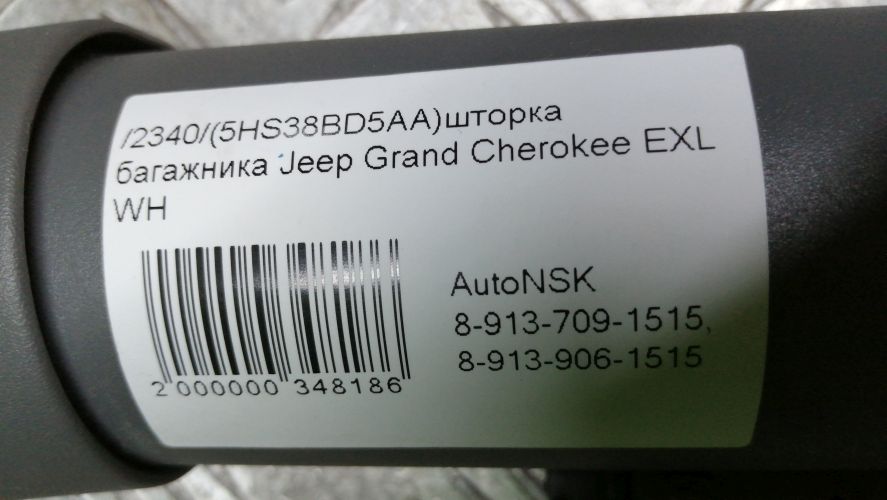 /2340/(5HS38BD5AA)шторка
багажника Jeep Grand Cherokee EXL
WH
AutoNSK
8-913-709-1515,
8-913-906-1515
2 000000 348186